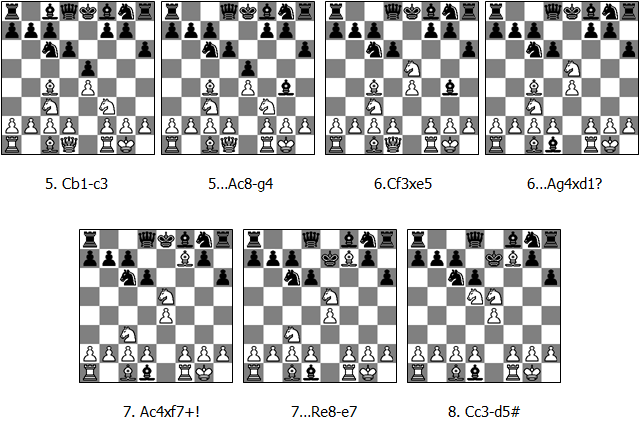 5. Cb1-c3
5...Ac8-g4
6.Cf3xe5
6...Ag4xd1?
7. Ac4xf7+!
7...Re8-e7
8. Cc3-d5#